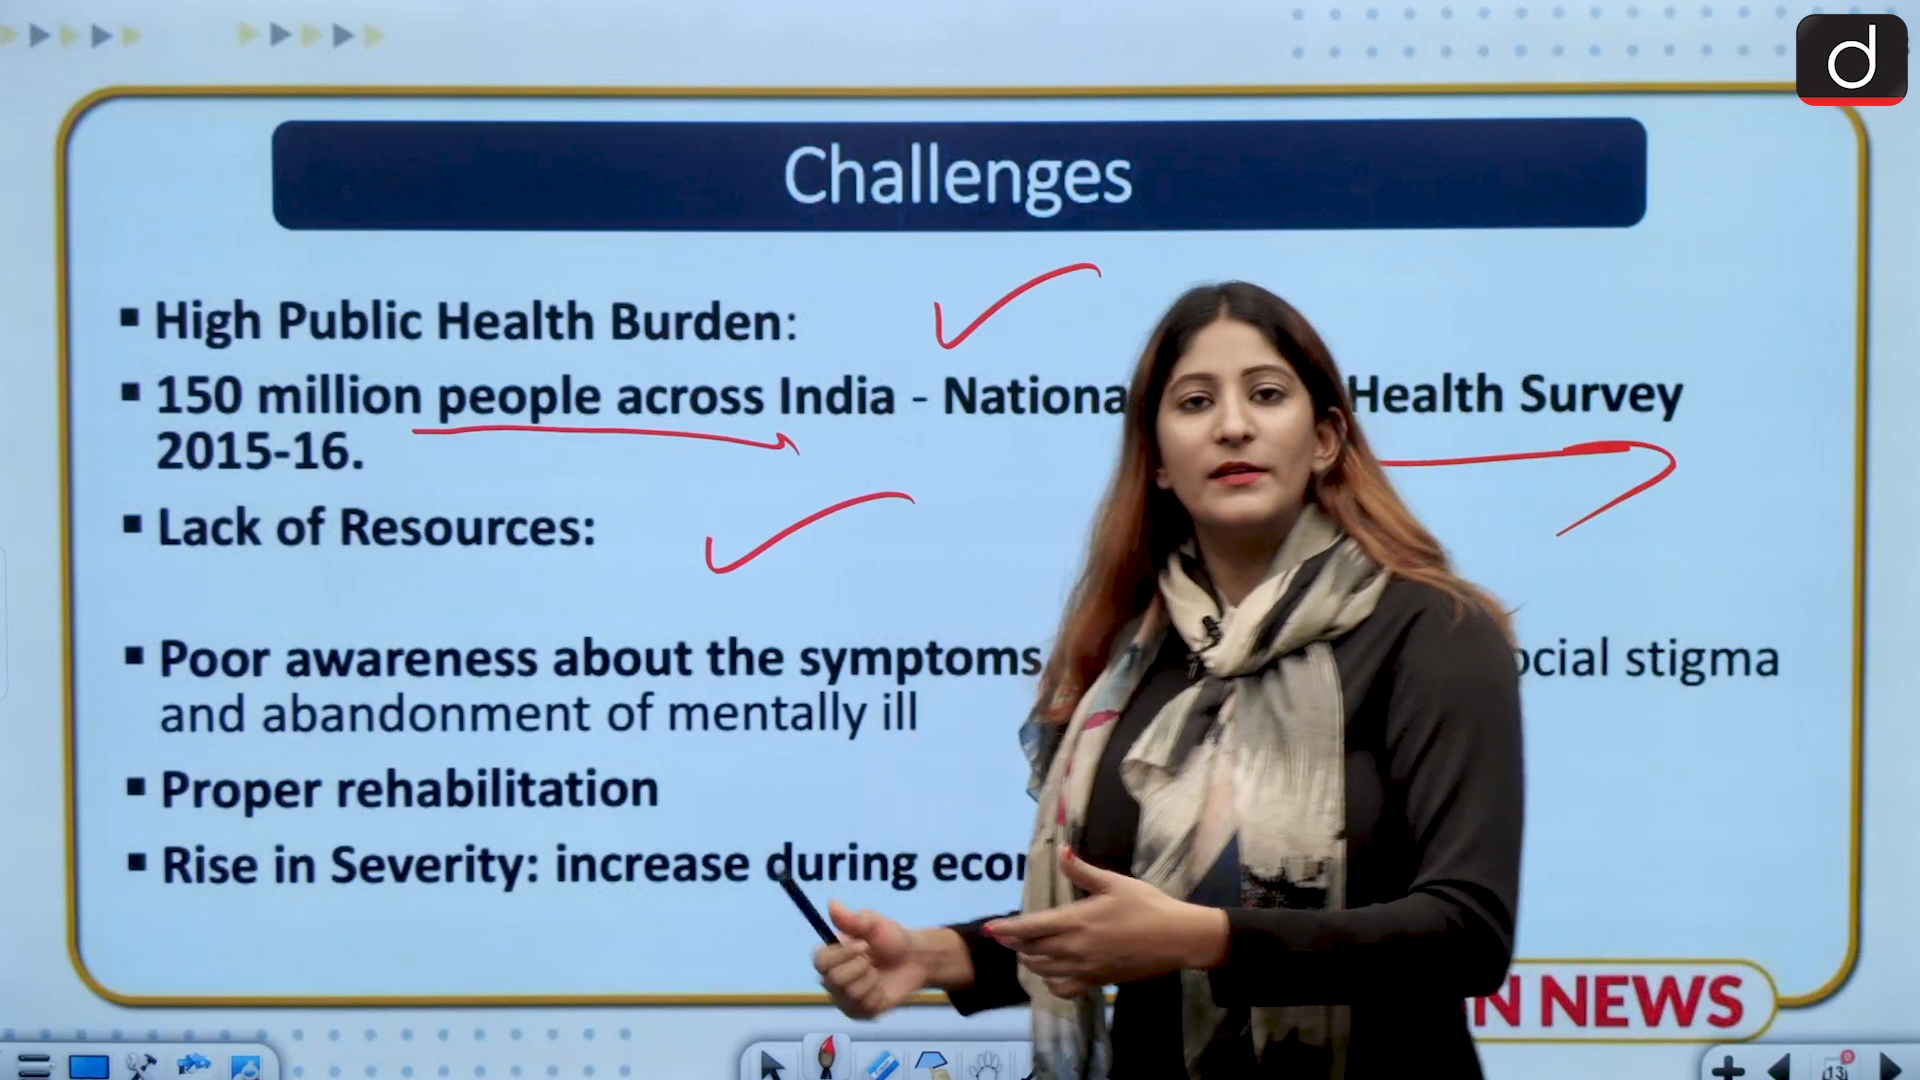 d
Challenges
▪ High Public Health Burden:
▪ 150 million people across India - Nationa Health Survey
2015-16.
▪ Lack of Resources:
▪ Poor awareness about the symptoms ocial stigma
and abandonment of mentally ill
▪ Proper rehabilitation
▪ Rise in Severity: increase during
N NEWS
13